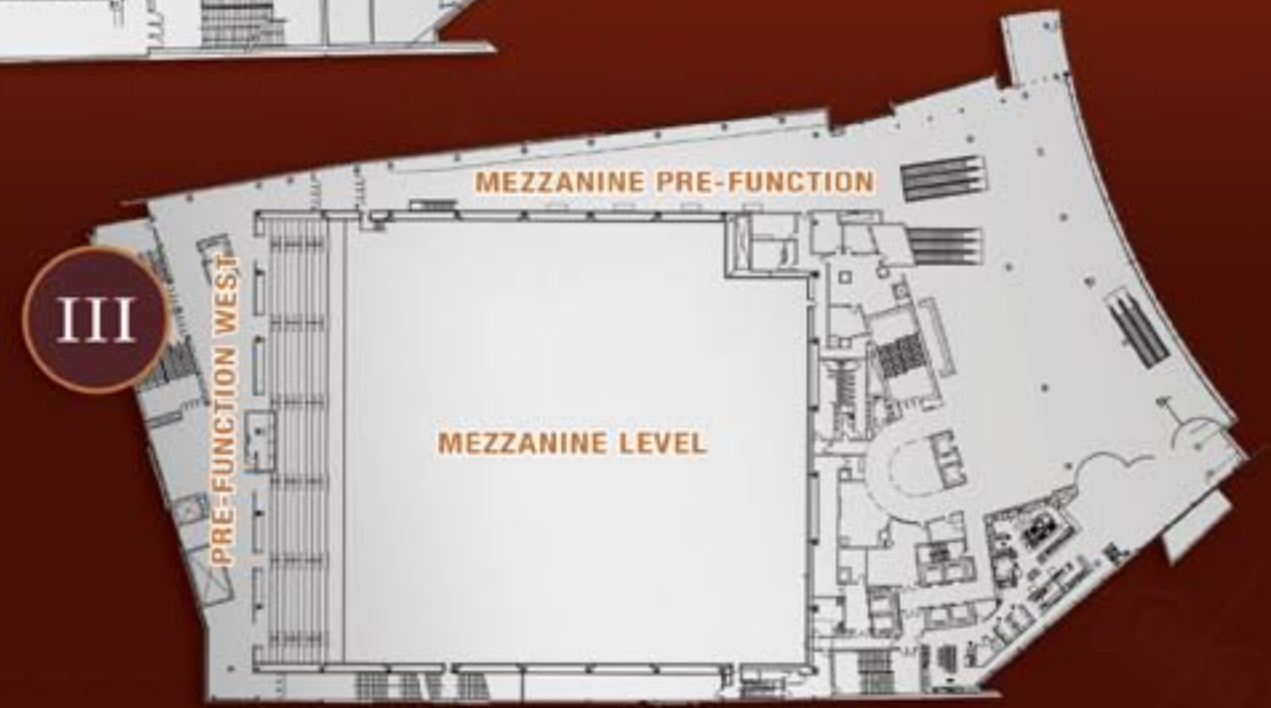 MEZZANINE PRE-FUNCTION
III
PRE-FUNCTION WEST
MEZZANINE LEVEL